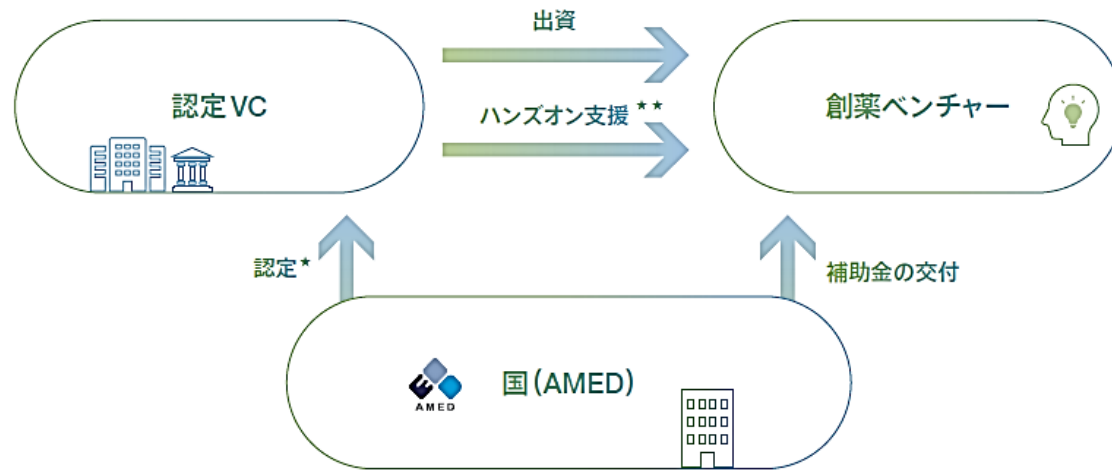 出資
認定VC
ハンズオン支援★★
創薬ベンチャー
認定★
補助金の交付
AMED
国(AMED)